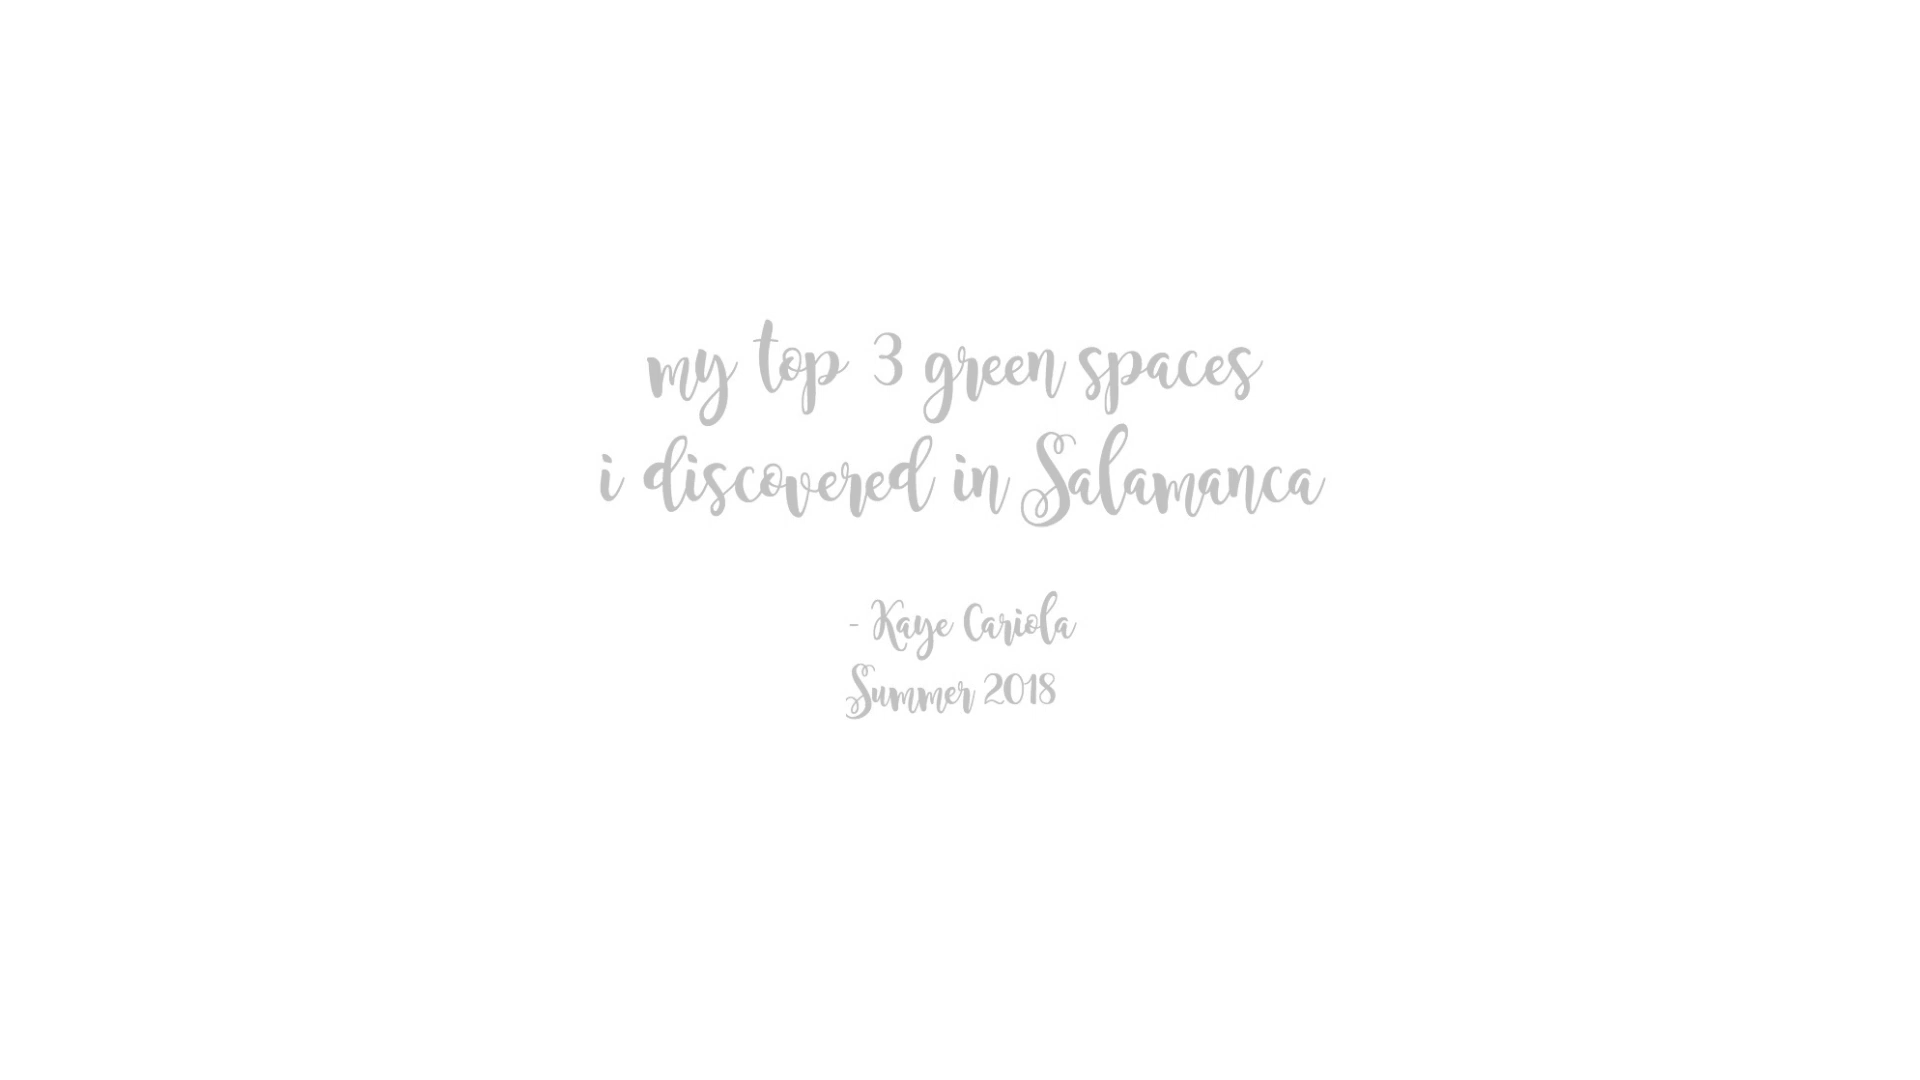 my top 3 green spaces
i discovered in Salamanca
- Kaye Cariola
Summer 2018